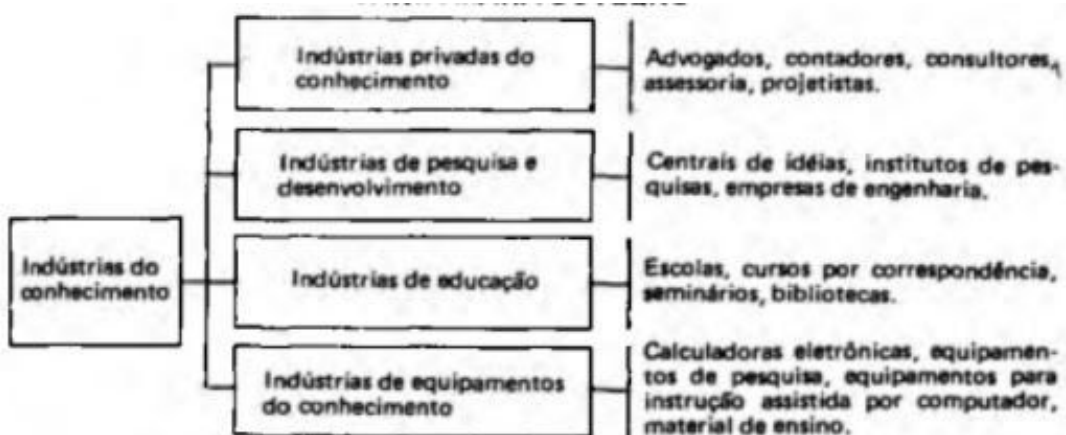 Indústrias privadas do
conhecimento
Advogados, contadores, consultores,
assessoria, projetistas.
Indústrias de pesquisa e
desenvolvimento
Centrais de idéias, institutos de pes-
quisas, empresas de engenharia.
Indústrias do
conhecimento
Indústrias de educação
Escolas, cursos por correspondência,
seminários, bibliotecas.
Indústrias de equipamentos
do conhecimento
Calculadoras eletrônicas, equipamen-
tos de pesquisa, equipamentos para
instrução assistida por computador,
material de ensino.